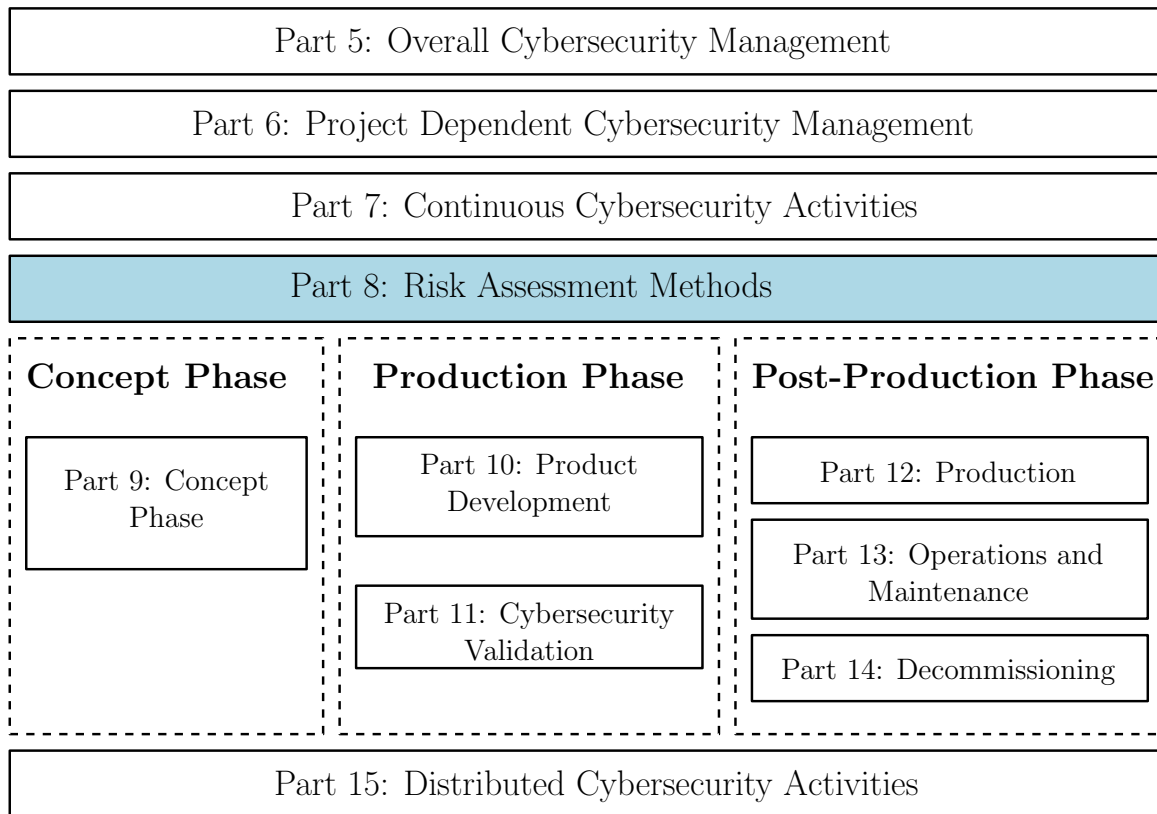 Part 5: Overall Cybersecurity Management
Part 6: Project Dependent Cybersecurity Management
Part 7: Continuous Cybersecurity Activities
Part 8: Risk Assessment Methods
Concept Phase
Part 9: Concept
Phase
Production Phase
Part 10: Product
Development
Part 11: Cybersecurity
Validation
Post-Production Phase
Part 12: Production
Part 13: Operations and
Maintenance
Part 14: Decommissioning
Part 15: Distributed Cybersecurity Activities